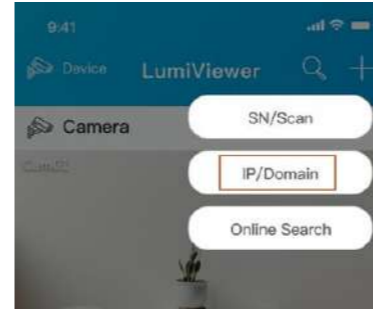 9:41
Device LumiViewer
SN/Scan
Camera
IP/Domain
Online Search